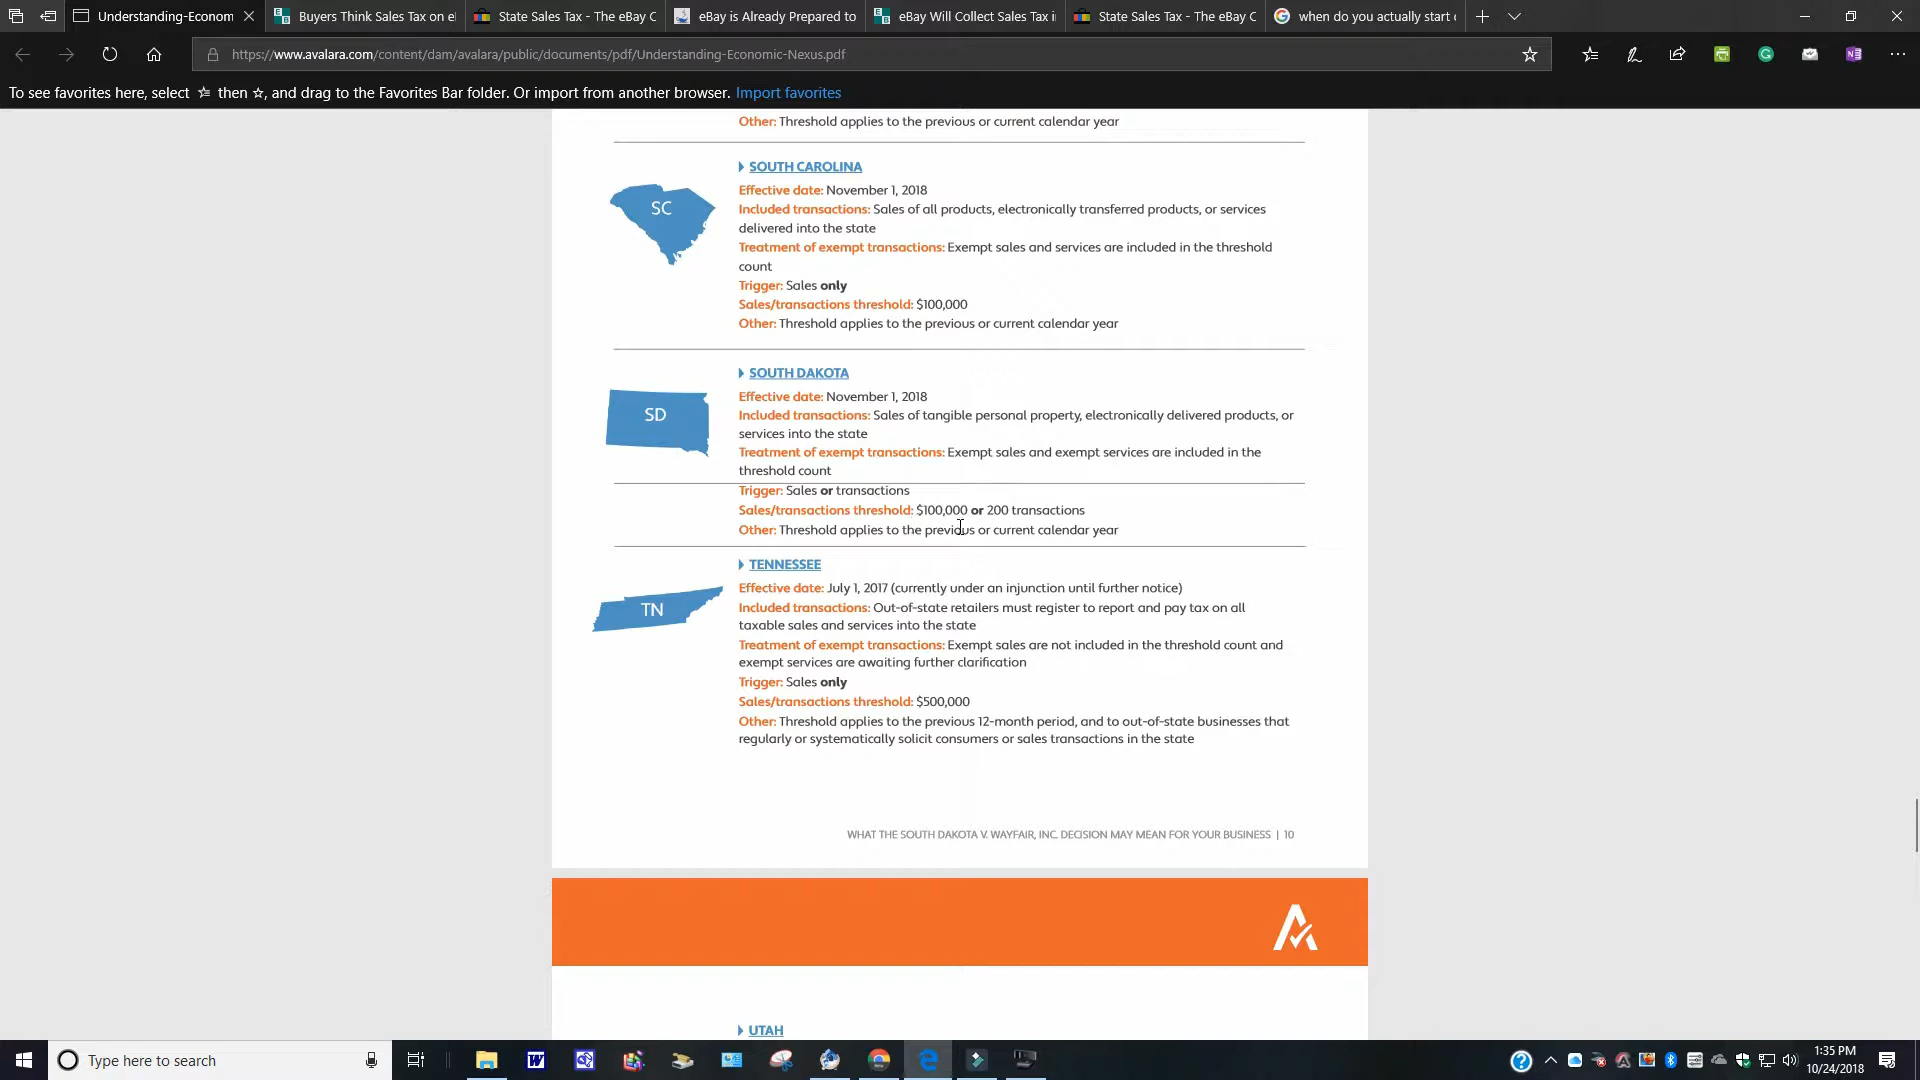 Understanding-Econom
Buyers Think Sales Tax on e
State Sales Tax - The eBay C
eBay is Already Prepared to
eBay Will Collect Sales Tax i
State Sales Tax - The eBay C
when do you actually start
https://www.avalara.com/content/dam/avalara/public/documents/pdf/Understanding-Economic-Nexus.pdf
To see favorites here, select then , and drag to the Favorites Bar folder. Or import from another browser. Import favorites
Other: Threshold applies to the previous or current calendar year
SC
SOUTH CAROLINA
Effective date: November 1, 2018
Included transactions: Sales of all products, electronically transferred products, or services
delivered into the state
Treatment of exempt transactions: Exempt sales and services are included in the threshold
count
Trigger: Sales only
Sales/transactions threshold: $100,000
Other: Threshold applies to the previous or current calendar year
SD
SOUTH DAKOTA
Effective date: November 1, 2018
Included transactions: Sales of tangible personal property, electronically delivered products, or
services into the state
Treatment of exempt transactions: Exempt sales and exempt services are included in the
threshold count
Trigger: Sales or transactions
Sales/transactions threshold: $100,000 or 200 transactions
Other: Threshold applies to the previous or current calendar year
TN
TENNESSEE
Effective date: July 1, 2017 (currently under an injunction until further notice)
Included transactions: Out-of-state retailers must register to report and pay tax on all
taxable sales and services into the state
Treatment of exempt transactions: Exempt sales are not included in the threshold count and
exempt services are awaiting further clarification
Trigger: Sales only
Sales/transactions threshold: $500,000
Other: Threshold applies to the previous 12-month period, and to out-of-state businesses that
regularly or systematically solicit consumers or sales transactions in the state
WHAT THE SOUTH DAKOTA V. WAYFAIR, INC. DECISION MAY MEAN FOR YOUR BUSINESS | 10
UTAH
Type here to search
1:35 PM
10/24/2018